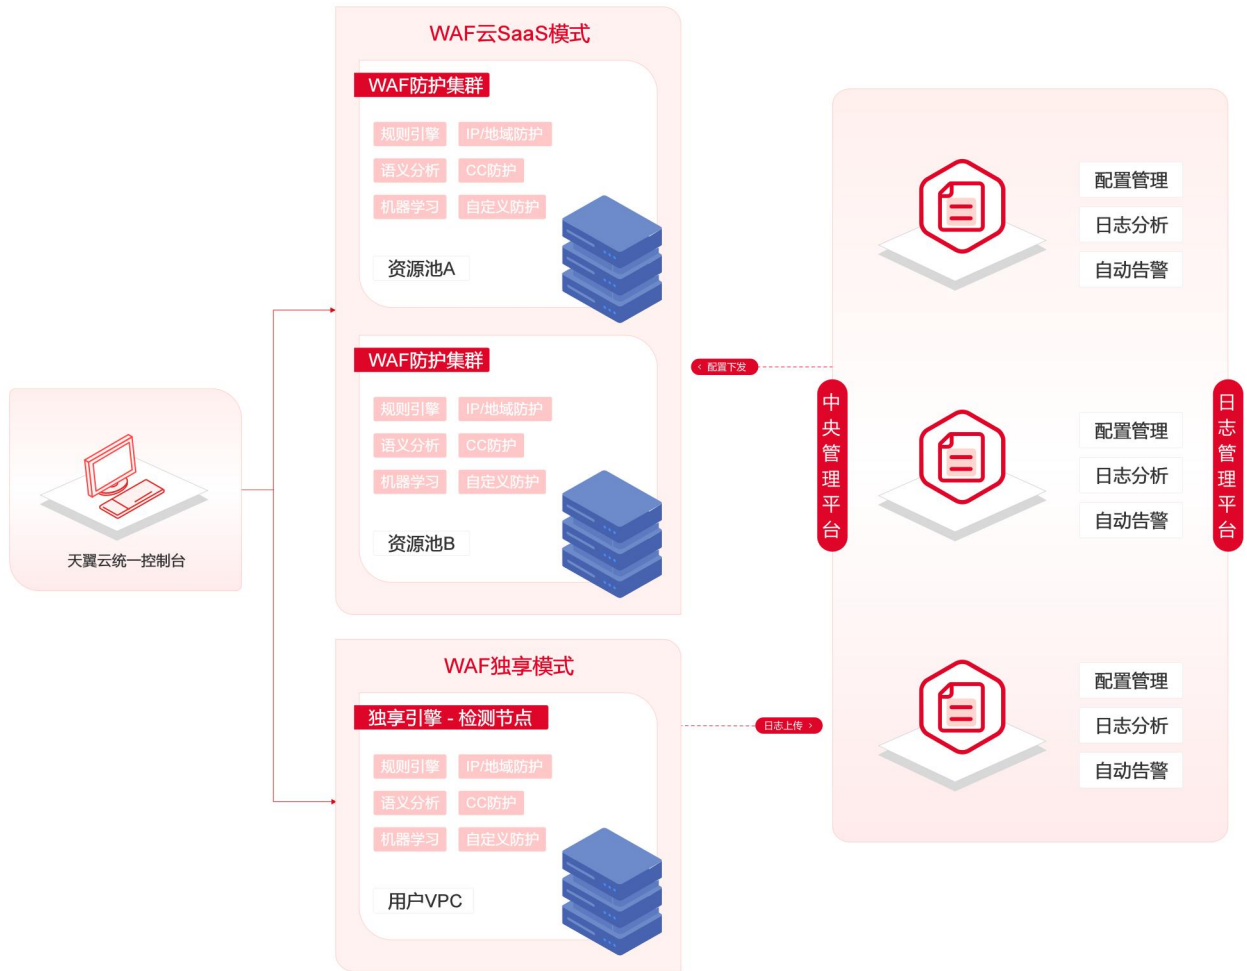 WAF云SaaS模式
WAF防护集群
规则引擎 IP/地域防护
语义分析 CC防护
机器学习 自定义防护
资源池A
WAF防护集群
规则引擎 IP/地域防护
语义分析 CC防护
机器学习 自定义防护
资源池B
天翼云统一控制台
WAF独享模式
独享引擎 - 检测节点
规则引擎 IP/地域防护
语义分析 CC防护
机器学习 自定义防护
用户VPC
‹ 配置下发
日志上传 ›
中央管理平台
配置管理
日志分析
自动告警
配置管理
日志分析
自动告警
配置管理
日志分析
自动告警
日志管理平台